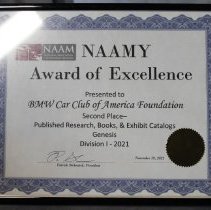 NAAM
NAAMY
Award of Excellence
Presented to
BMW Car Club of America Foundation
Second Place–
Published Research, Books, & Exhibit Catalogs
Genesis
Division I - 2021
President